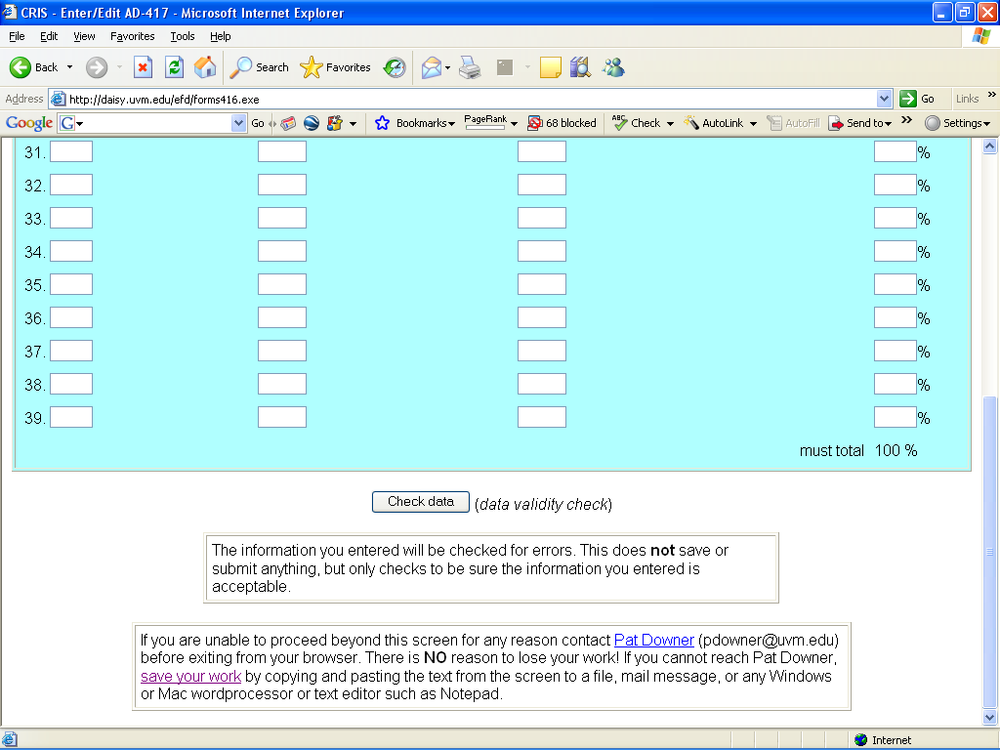 CRIS - Enter/Edit AD-417 - Microsoft Internet Explorer
File Edit View Favorites Tools Help
Back Search Favorites
Address http://daisy.uvm.edu/efd/forms416.exe Go Links »
Google G Go Bookmarks PageRank 68 blocked ABC Check AutoLink AutoFill Send to » Settings
31. %
32. %
33. %
34. %
35. %
36. %
37. %
38. %
39. %
must total 100 %
Check data (data validity check)
The information you entered will be checked for errors. This does not save or
submit anything, but only checks to be sure the information you entered is
acceptable.
If you are unable to proceed beyond this screen for any reason contact Pat Downer (pdowner@uvm.edu)
before exiting from your browser. There is NO reason to lose your work! If you cannot reach Pat Downer,
save your work by copying and pasting the text from the screen to a file, mail message, or any Windows
or Mac wordprocessor or text editor such as Notepad.
Internet